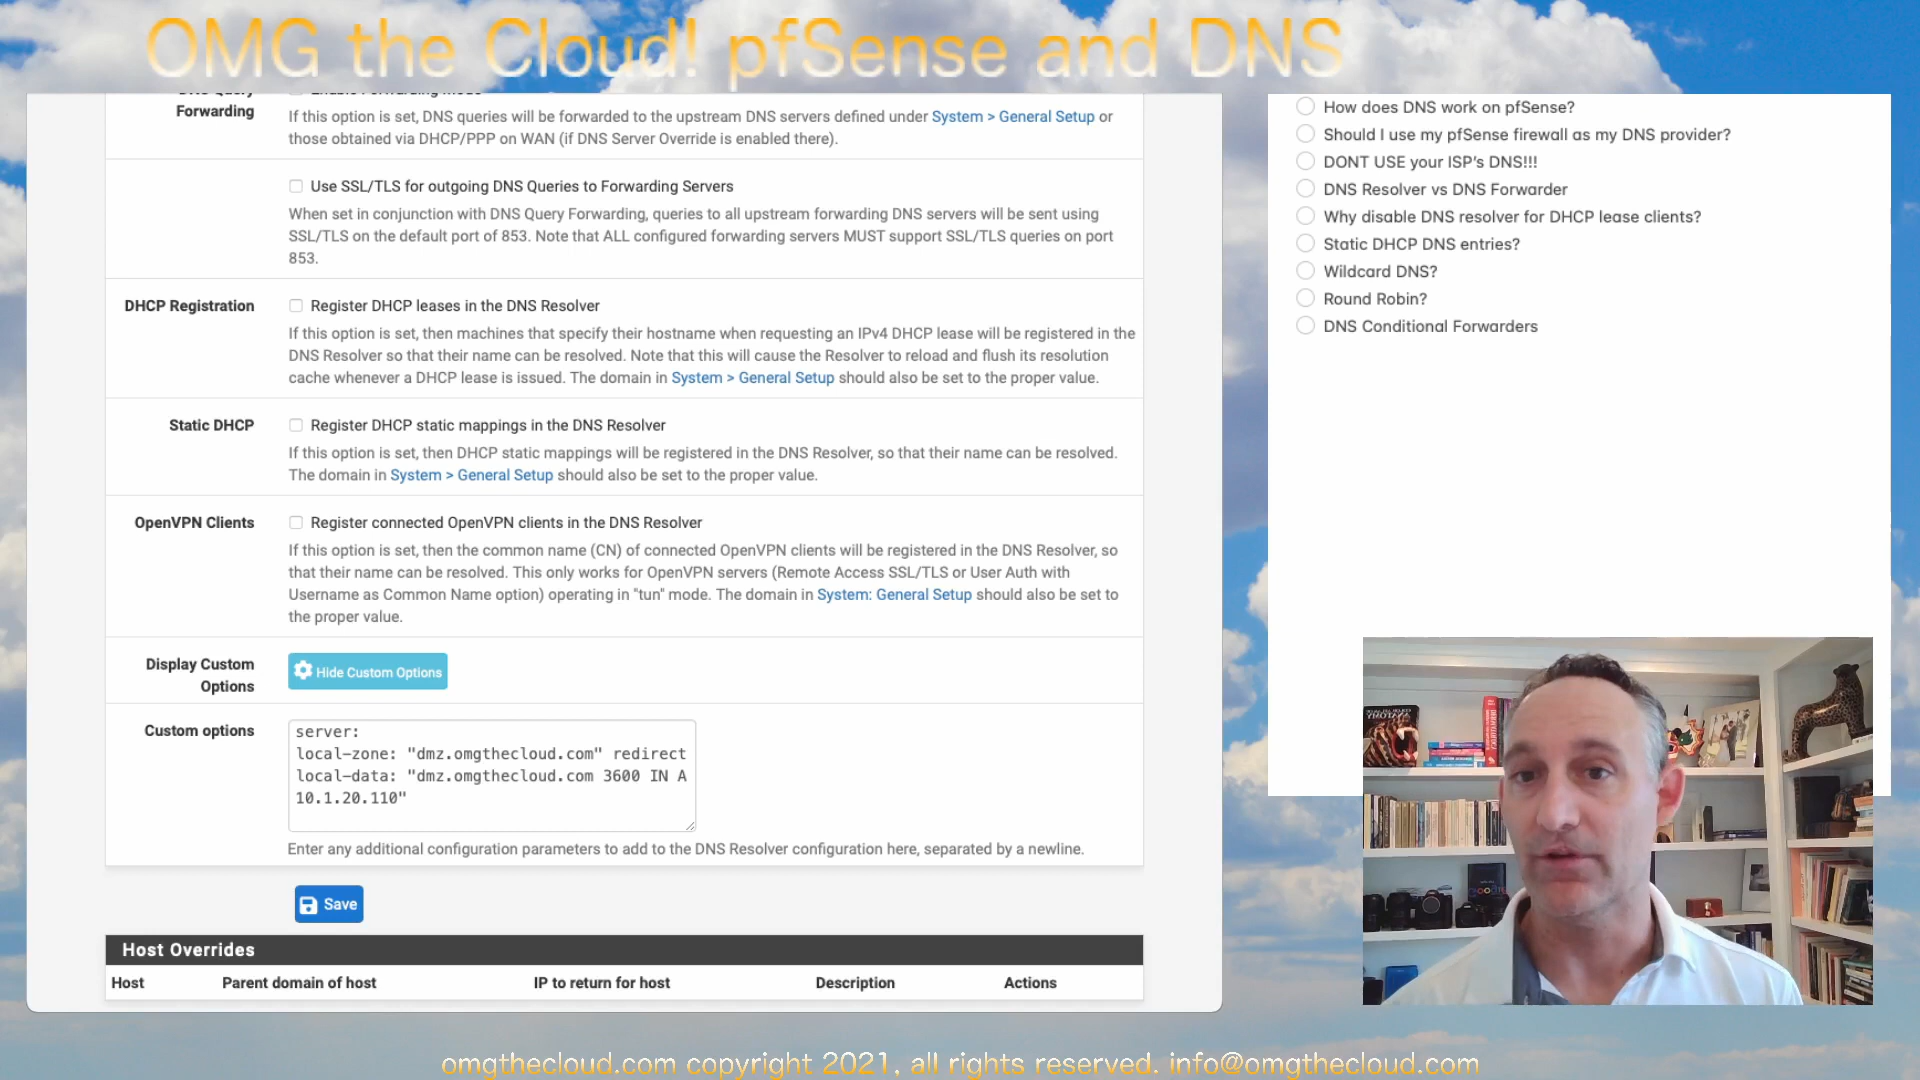 OMG the Cloud! pfSense and DNS
DNS Query
Forwarding
Enable Forwarding Mode
If this option is set, DNS queries will be forwarded to the upstream DNS servers defined under System > General Setup or
those obtained via DHCP/PPP on WAN (if DNS Server Override is enabled there).
Use SSL/TLS for outgoing DNS Queries to Forwarding Servers
When set in conjunction with DNS Query Forwarding, queries to all upstream forwarding DNS servers will be sent using
SSL/TLS on the default port of 853. Note that ALL configured forwarding servers MUST support SSL/TLS queries on port
853.
DHCP Registration
Register DHCP leases in the DNS Resolver
If this option is set, then machines that specify their hostname when requesting an IPv4 DHCP lease will be registered in the
DNS Resolver so that their name can be resolved. Note that this will cause the Resolver to reload and flush its resolution
cache whenever a DHCP lease is issued. The domain in System > General Setup should also be set to the proper value.
Static DHCP
Register DHCP static mappings in the DNS Resolver
If this option is set, then DHCP static mappings will be registered in the DNS Resolver, so that their name can be resolved.
The domain in System > General Setup should also be set to the proper value.
OpenVPN Clients
Register connected OpenVPN clients in the DNS Resolver
If this option is set, then the common name (CN) of connected OpenVPN clients will be registered in the DNS Resolver, so
that their name can be resolved. This only works for OpenVPN servers (Remote Access SSL/TLS or User Auth with
Username as Common Name option) operating in "tun" mode. The domain in System: General Setup should also be set to
the proper value.
Display Custom
Options
Hide Custom Options
Custom options
server:
local-zone: "dmz.omgthecloud.com" redirect
local-data: "dmz.omgthecloud.com 3600 IN A
10.1.20.110"
Enter any additional configuration parameters to add to the DNS Resolver configuration here, separated by a newline.
Save
Host Overrides
Host
Parent domain of host
IP to return for host
Description
Actions
How does DNS work on pfSense?
Should I use my pfSense firewall as my DNS provider?
DONT USE your ISP's DNS!!!
DNS Resolver vs DNS Forwarder
Why disable DNS resolver for DHCP lease clients?
Static DHCP DNS entries?
Wildcard DNS?
Round Robin?
DNS Conditional Forwarders
omgthecloud.com copyright 2021, all rights reserved. info@omgthecloud.com